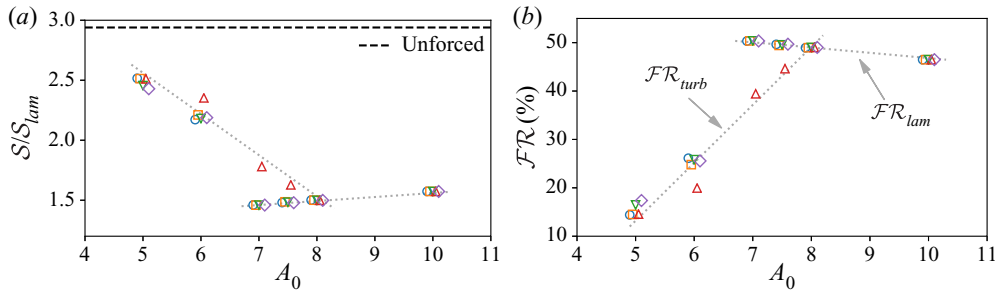 (a)
3.0
2.5
2.0
1.5
S/S_lam
Unforced
4 5 6 7 8 9 10 11
A_0
(b)
50
40
30
20
10
FR (%)
FR_turb
FR_lam
4 5 6 7 8 9 10 11
A_0